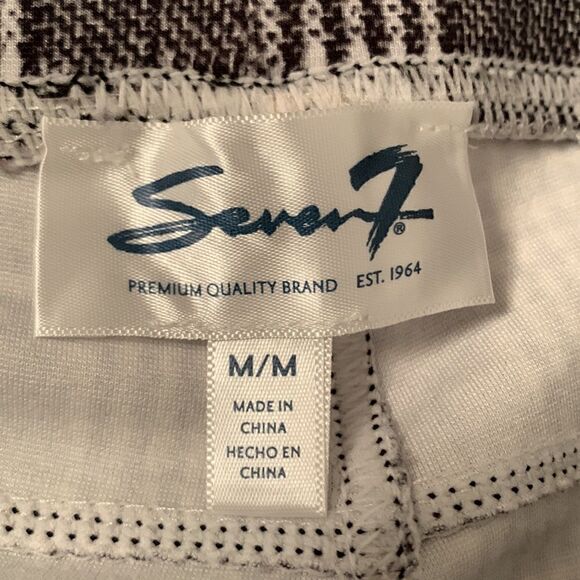 Seven7®
PREMIUM QUALITY BRAND EST. 1964
M/M
MADE IN
CHINA
HECHO EN
CHINA